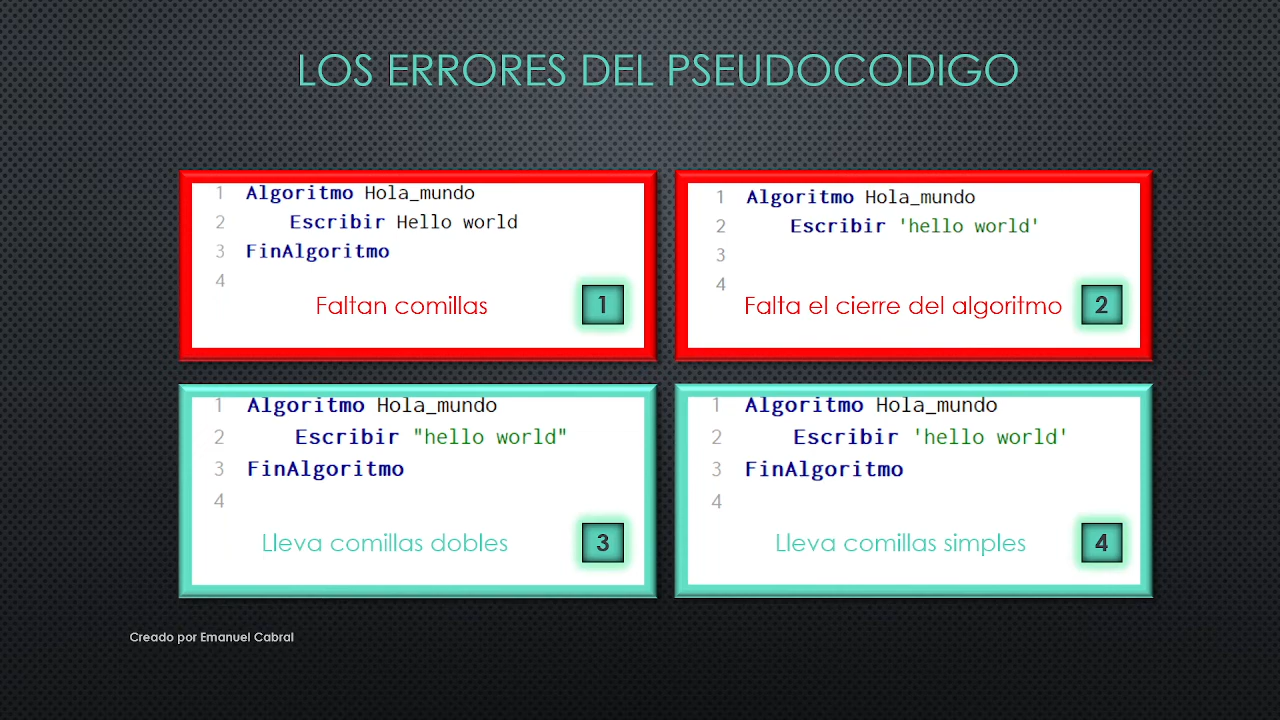 LOS ERRORES DEL PSEUDOCODIGO
1 Algoritmo Hola_mundo
2 Escribir Hello world
3 FinAlgoritmo
4
Faltan comillas
1
1 Algoritmo Hola_mundo
2 Escribir 'hello world'
3
4
Falta el cierre del algoritmo
2
1 Algoritmo Hola_mundo
2 Escribir "hello world"
3 FinAlgoritmo
4
Lleva comillas dobles
3
1 Algoritmo Hola_mundo
2 Escribir 'hello world'
3 FinAlgoritmo
4
Lleva comillas simples
4
Creado por Emanuel Cabral